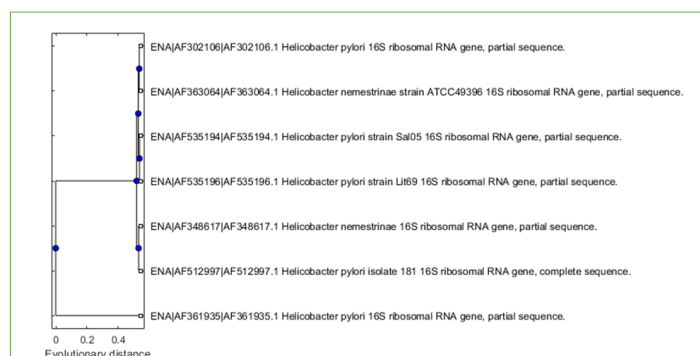 ENA|AF302106|AF302106.1 Helicobacter pylori 16S ribosomal RNA gene, partial sequence.
ENA|AF363064|AF363064.1 Helicobacter nemestrinae strain ATCC49396 16S ribosomal RNA gene, partial sequence.
ENA|AF535194|AF535194.1 Helicobacter pylori strain Sal05 16S ribosomal RNA gene, partial sequence.
ENA|AF535196|AF535196.1 Helicobacter pylori strain Lit69 16S ribosomal RNA gene, partial sequence.
ENA|AF348617|AF348617.1 Helicobacter nemestrinae 16S ribosomal RNA gene, partial sequence.
ENA|AF512997|AF512997.1 Helicobacter pylori isolate 181 16S ribosomal RNA gene, complete sequence.
ENA|AF361935|AF361935.1 Helicobacter pylori 16S ribosomal RNA gene, partial sequence.
0 0.2 0.4
Evolutionary distance